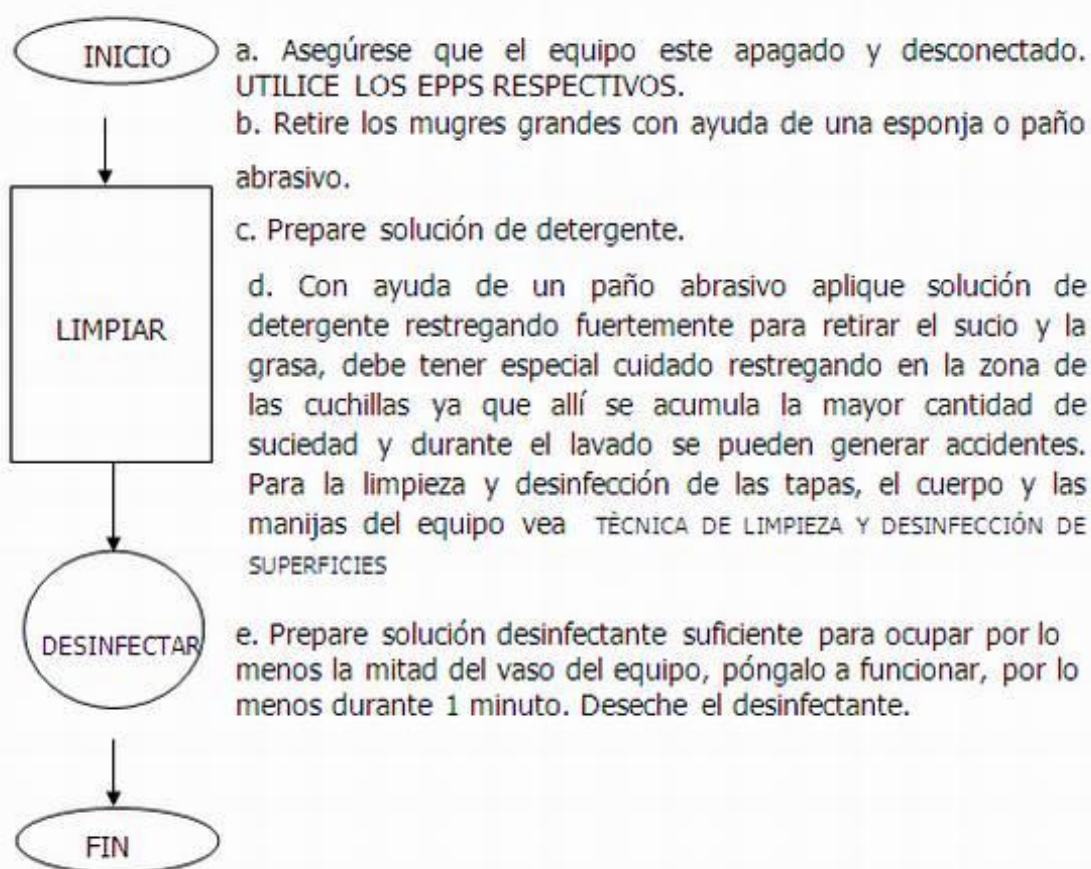 INICIO
a. Asegúrese que el equipo este apagado y desconectado.
UTILICE LOS EPPS RESPECTIVOS.
b. Retire los mugres grandes con ayuda de una esponja o paño
abrasivo.
c. Prepare solución de detergente.
LIMPIAR
d. Con ayuda de un paño abrasivo aplique solución de
detergente restregando fuertemente para retirar el sucio y la
grasa, debe tener especial cuidado restregando en la zona de
las cuchillas ya que allí se acumula la mayor cantidad de
suciedad y durante el lavado se pueden generar accidentes.
Para la limpieza y desinfección de las tapas, el cuerpo y las
manijas del equipo vea TÈCNICA DE LIMPIEZA Y DESINFECCIÓN DE
SUPERFICIES
DESINFECTAR
e. Prepare solución desinfectante suficiente para ocupar por lo
menos la mitad del vaso del equipo, póngalo a funcionar, por lo
menos durante 1 minuto. Deseche el desinfectante.
FIN